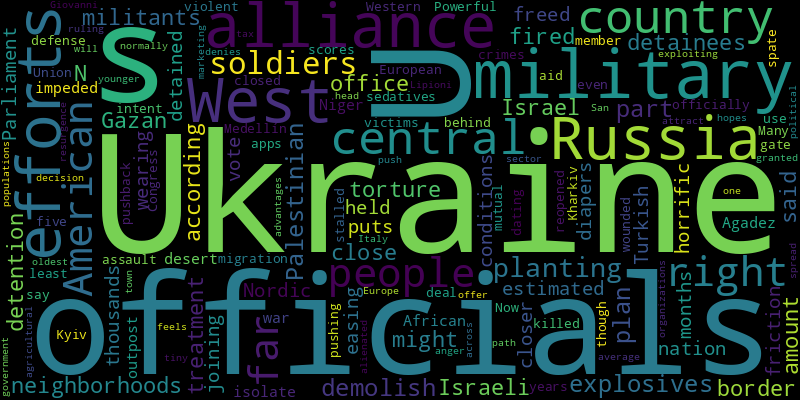 Giovanni
violent
Western
Powerful
militants
alliance
freed
country
tax
ruling
efforts
S
normally
defense
will
marketing
denies
scores
soldiers
fired
member
exploiting
spate
younger
U
military
detainees
Parliament
Union
N
detained
West
office
closed
European
crimes
even
aid
impeded
intent
Niger
head
sedatives
Lipioni
Israel
San
part
officially
political
American
resurgence
Gazan
Medellín
victims
behind
attract
hopes
use
Many
wearing
congress
pushback
according
vote
apps
central
push
sector
Russia
gate
granted
populations
decision
Ukraine
Palestinian
advantages
torture
held
puts
stalled
Italy
close
conditions
mutual
dating
reopened
Kharkiv
diapers
wounded
Turkish
horrific
one
Agadez
said
detention
five
oldest
least
say
assault
desert
migration
town
people
planting
estimated
right
spread
officials
thousands
outpost
treatment
Nordic
far
war
pushing
easing
Europe
alienated
deal
offer
African
might
anger
across
closer
Now
killed
path
though
plan
average
organizations
months
nation
friction
amount
Kyiv
agricultural
feels
government
neighborhoods
joining
tiny
isolate
demolish
Israeli
years
explosives
border